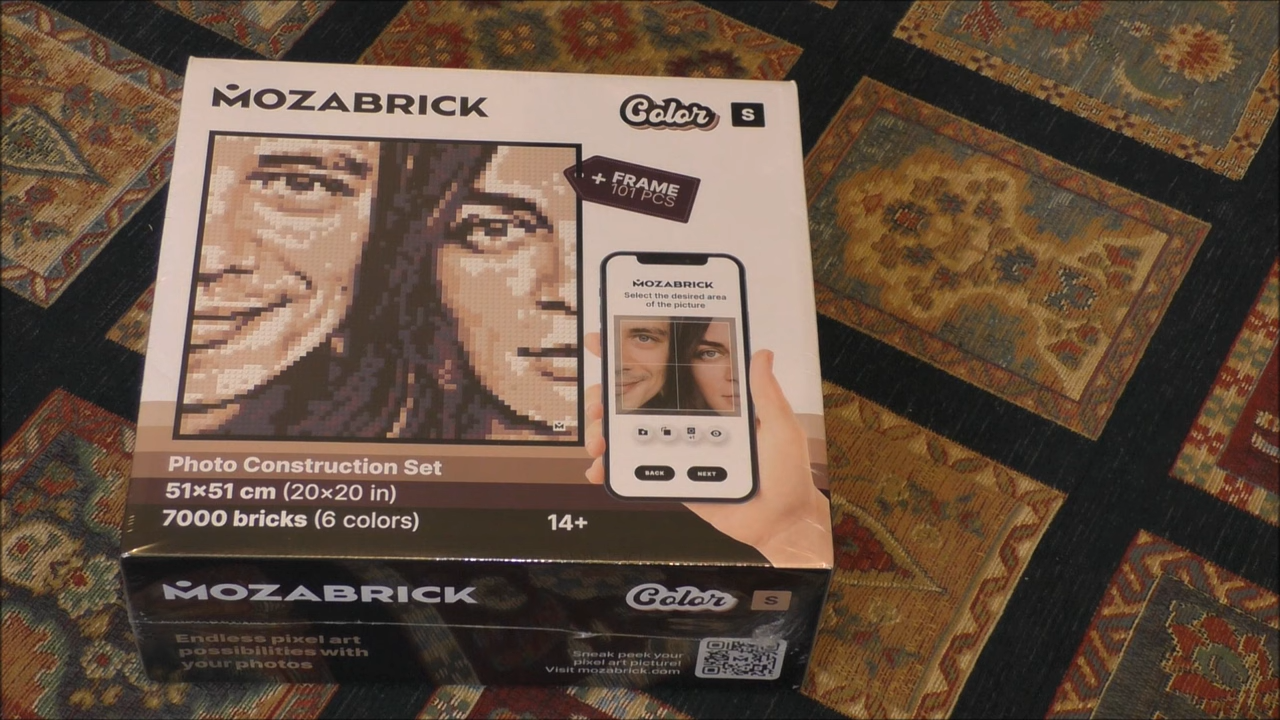 MOZABRICK
Color S
+ FRAME
101 PCS
MOZABRICK
Select the desired area
of the picture
BACK NEXT
Photo Construction Set
51×51 cm (20×20 in)
7000 bricks (6 colors)
14+
MOZABRICK
Color S
Endless pixel art
possibilities with
your photos
Sneak peek your
pixel art picture!
Visit mozabrick.com